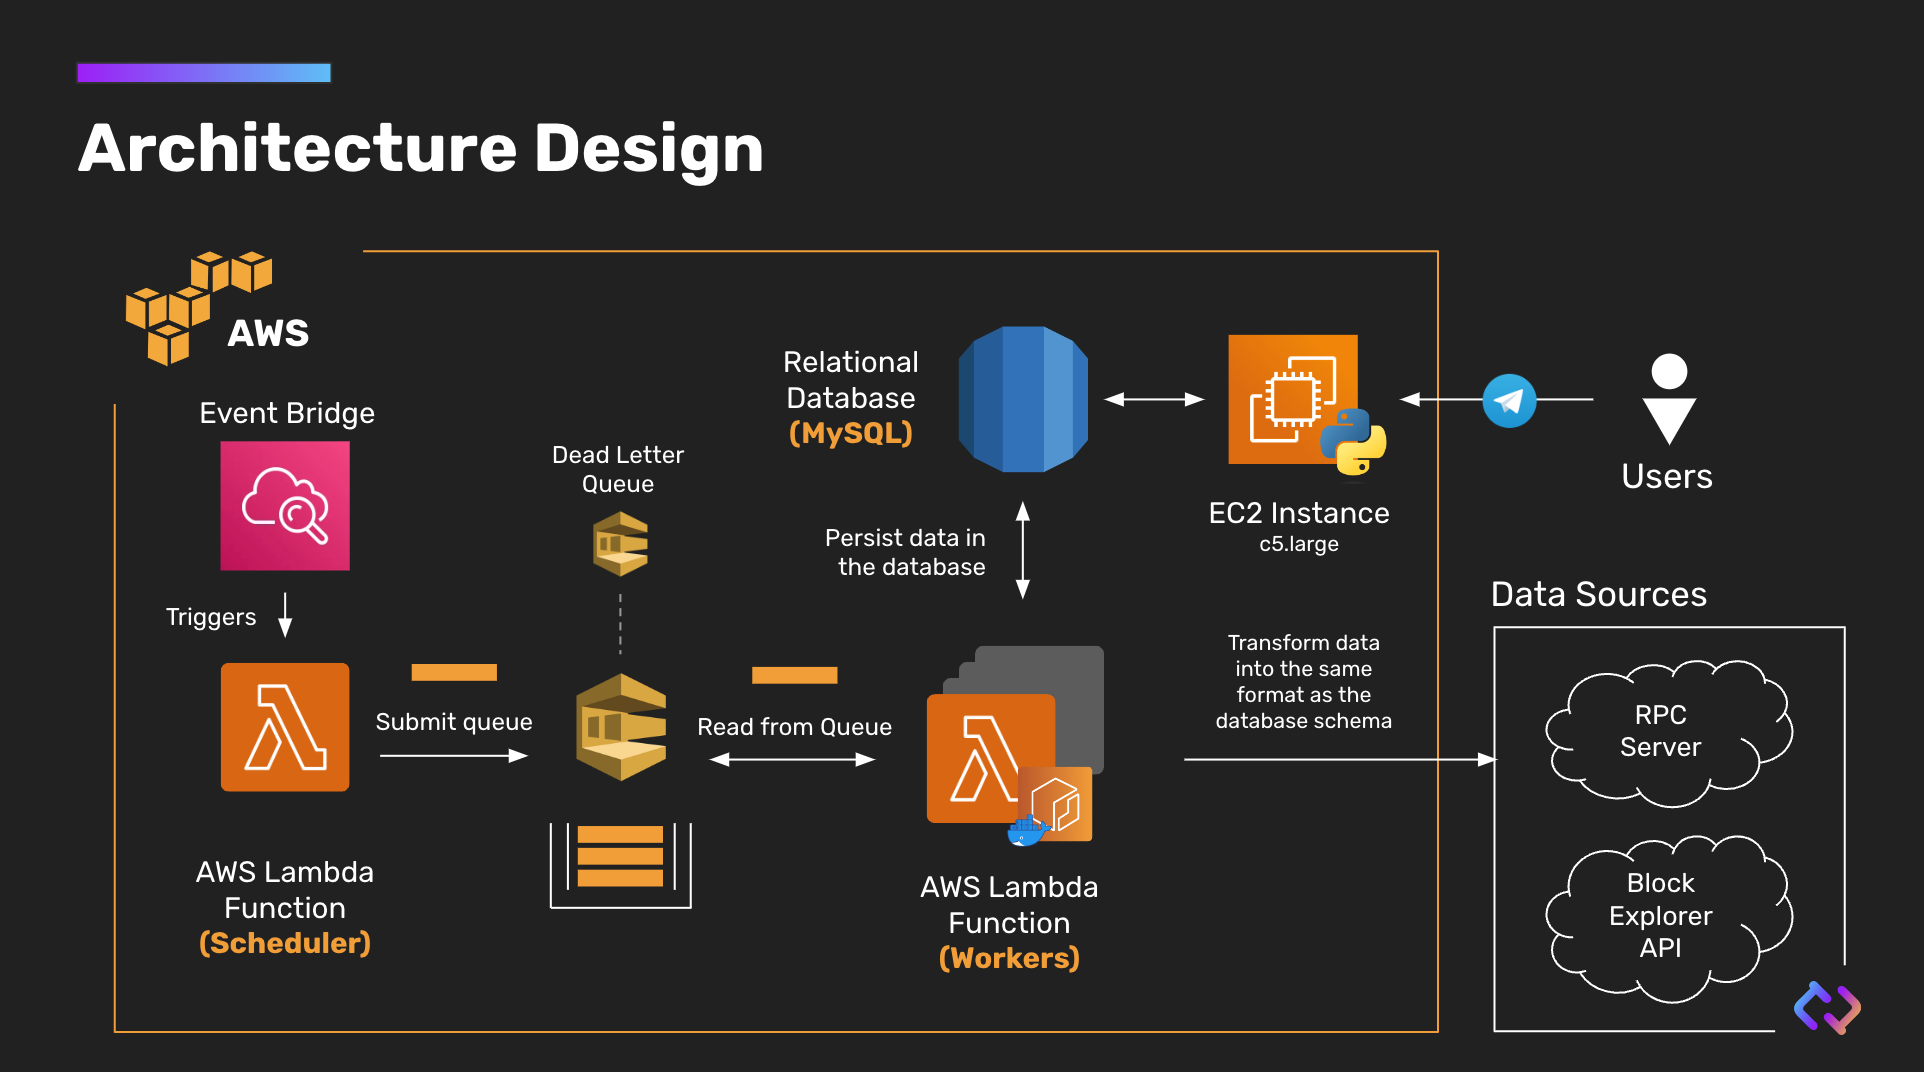 Architecture Design
AWS
Event Bridge
Triggers
AWS Lambda
Function
(Scheduler)
Submit queue
Dead Letter
Queue
Read from Queue
Relational
Database
(MySQL)
Persist data in
the database
AWS Lambda
Function
(Workers)
EC2 Instance
c5.large
Transform data
into the same
format as the
database schema
Users
Data Sources
RPC
Server
Block
Explorer
API